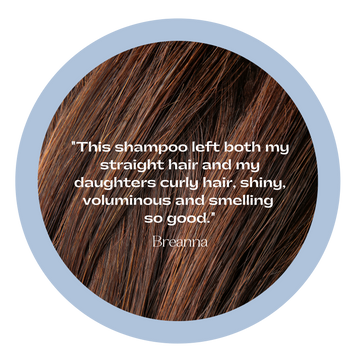 "This shampoo left both my
straight hair and my
daughters curly hair, shiny,
voluminous and smelling
so good."
Breanna